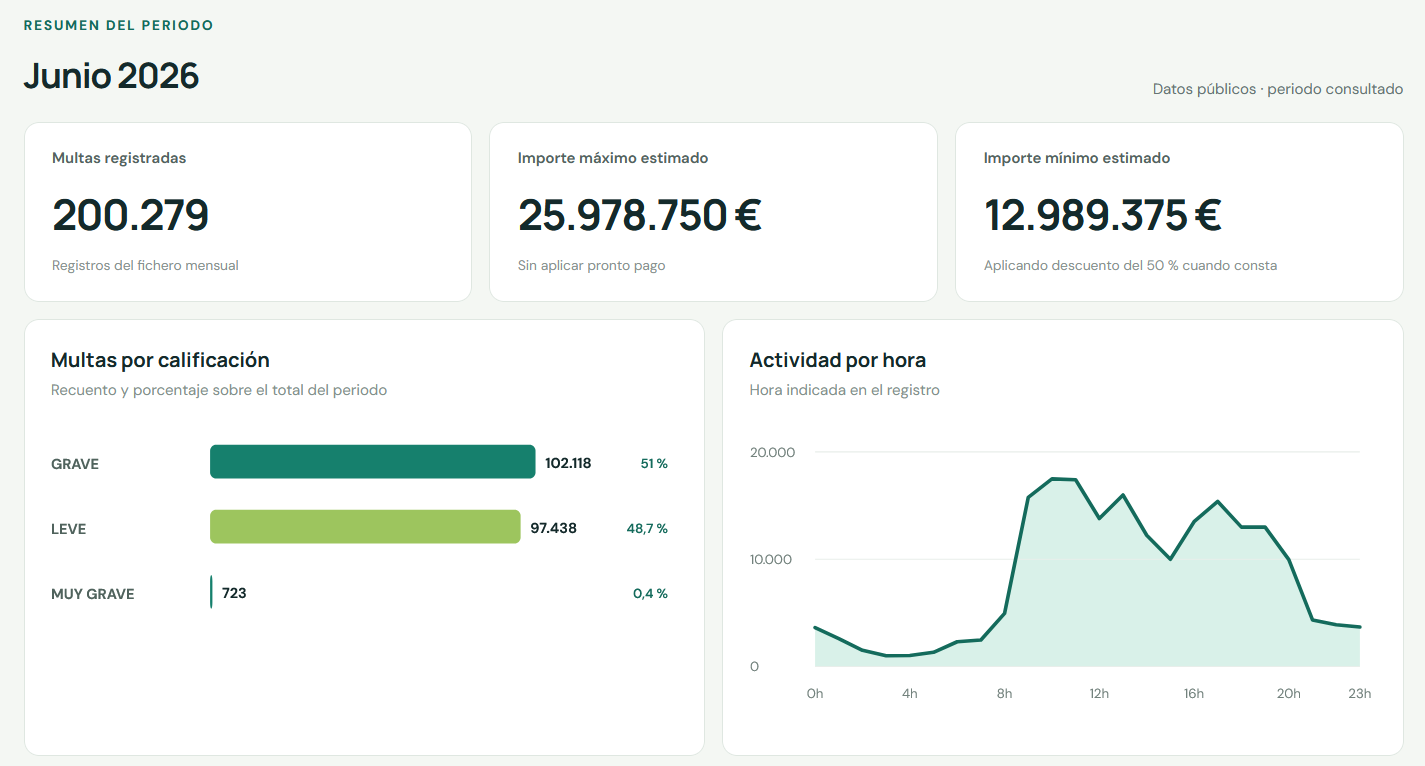 RESUMEN DEL PERIODO
Junio 2026
Datos públicos · periodo consultado
Multas registradas
200.279
Registros del fichero mensual
Importe máximo estimado
25.978.750 €
Sin aplicar pronto pago
Importe mínimo estimado
12.989.375 €
Aplicando descuento del 50 % cuando consta
Multas por calificación
Recuento y porcentaje sobre el total del periodo
GRAVE 102.118 51 %
LEVE 97.438 48,7 %
MUY GRAVE 723 0,4 %
Actividad por hora
Hora indicada en el registro
20.000
10.000
0
0h 4h 8h 12h 16h 20h 23h